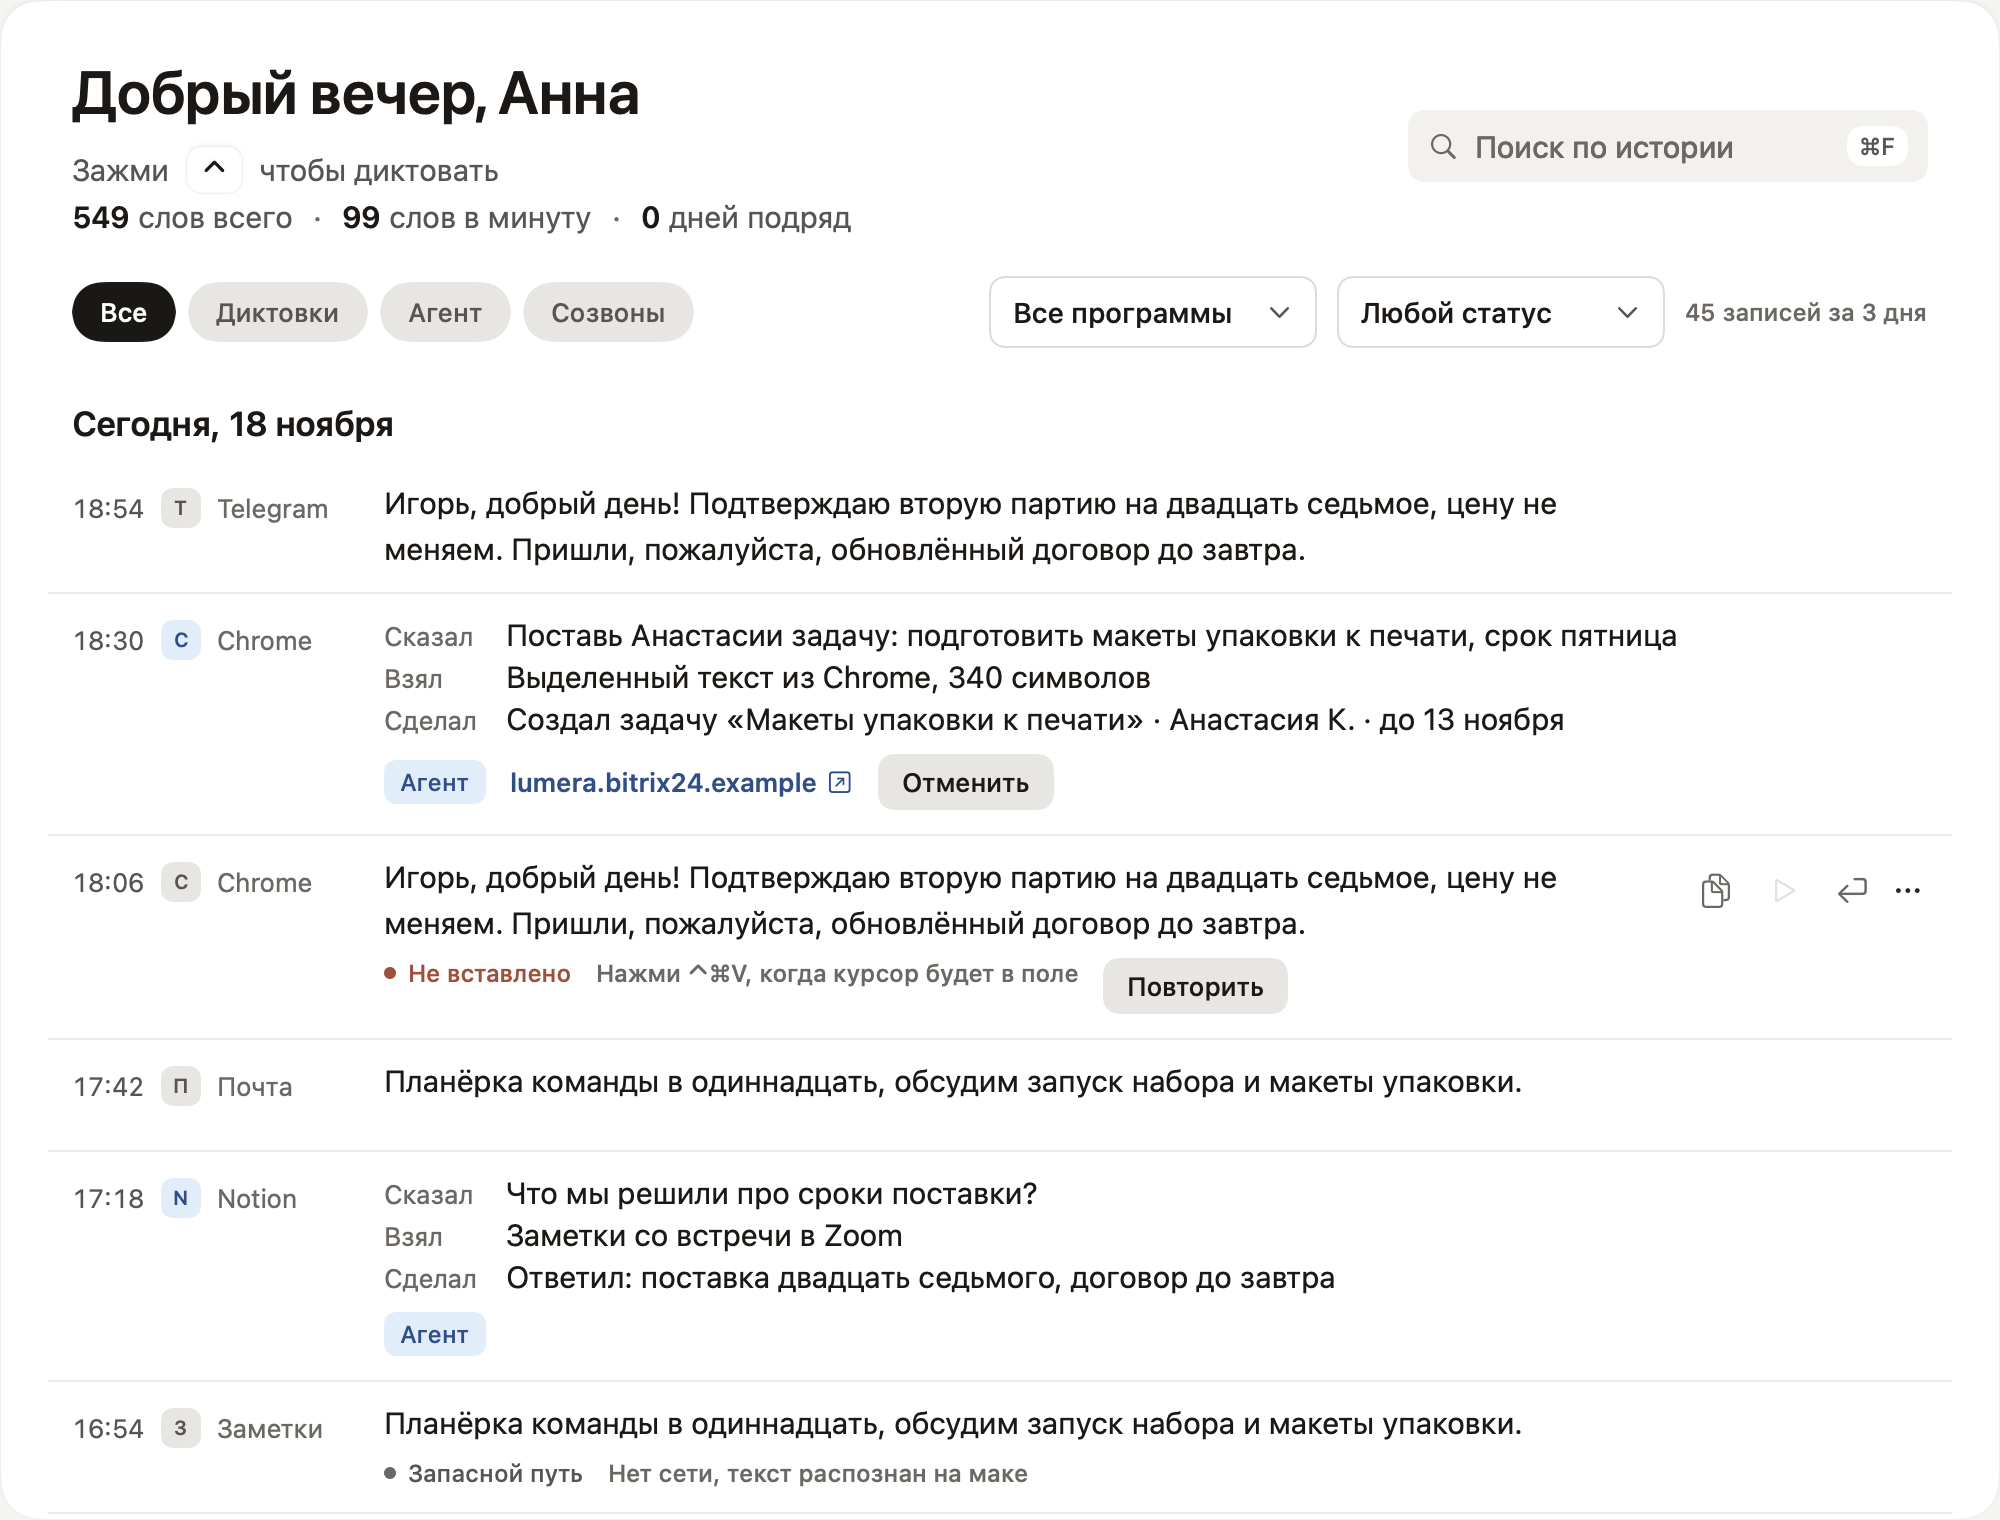 Добрый вечер, Анна
Зажми ^ чтобы диктовать
549 слов всего · 99 слов в минуту · 0 дней подряд
Поиск по истории ⌘F
Все Диктовки Агент Созвоны Все программы Любой статус 45 записей за 3 дня
Сегодня, 18 ноября
18:54 T Telegram Игорь, добрый день! Подтверждаю вторую партию на двадцать седьмое, цену не
меняем. Пришли, пожалуйста, обновлённый договор до завтра.
18:30 C Chrome Сказал Поставь Анастасии задачу: подготовить макеты упаковки к печати, срок пятница
Взял Выделенный текст из Chrome, 340 символов
Сделал Создал задачу «Макеты упаковки к печати» · Анастасия К. · до 13 ноября
Агент lumera.bitrix24.example Отменить
18:06 C Chrome Игорь, добрый день! Подтверждаю вторую партию на двадцать седьмое, цену не
меняем. Пришли, пожалуйста, обновлённый договор до завтра.
Не вставлено Нажми ^⌘V, когда курсор будет в поле Повторить
17:42 П Почта Планёрка команды в одиннадцать, обсудим запуск набора и макеты упаковки.
17:18 N Notion Сказал Что мы решили про сроки поставки?
Взял Заметки со встречи в Zoom
Сделал Ответил: поставка двадцать седьмого, договор до завтра
Агент
16:54 З Заметки Планёрка команды в одиннадцать, обсудим запуск набора и макеты упаковки.
Запасной путь Нет сети, текст распознан на маке